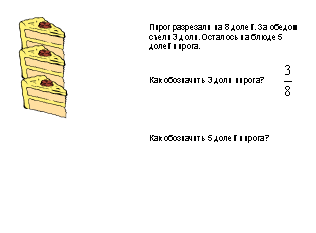 Пирог разрезали на 8 долей. За обедом
съели 3 доли. Осталось на блюде 5
долей пирога.
Как обозначить 3 доли пирога?
3
8
Как обозначить 5 долей пирога?